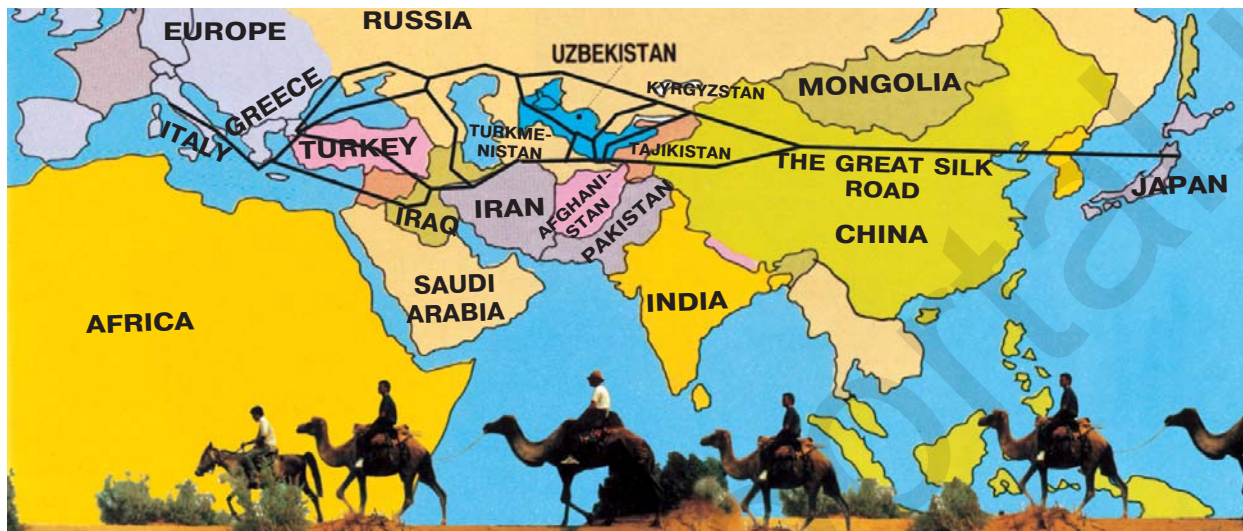 RUSSIA
EUROPE
UZBEKISTAN
KYRGYZSTAN
MONGOLIA
GREECE
ITALY
TURKEY
TURKME-
NISTAN
TAJIKISTAN
THE GREAT SILK
ROAD
JAPAN
IRAN
AFGHANI-
STAN
PAKISTAN
IRAQ
CHINA
SAUDI
ARABIA
INDIA
AFRICA